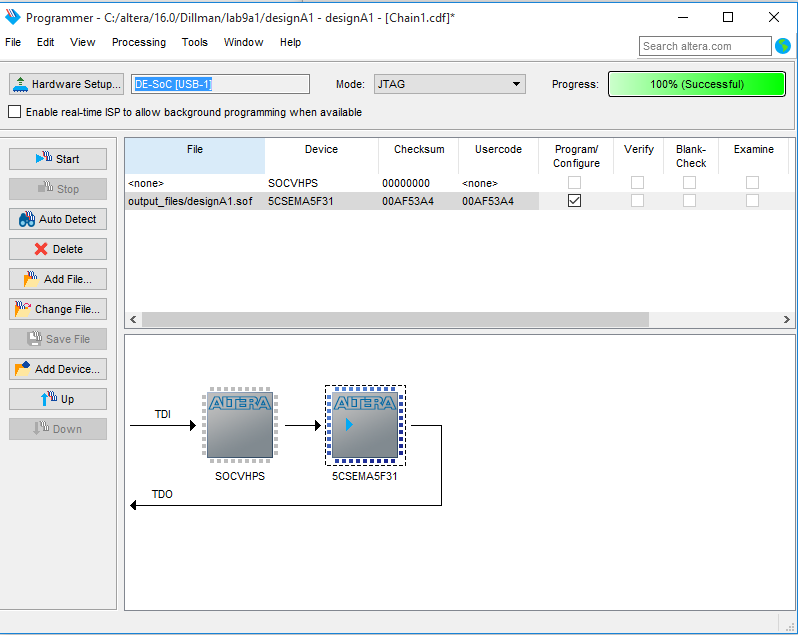 Programmer - C:/altera/16.0/Dillman/lab9a1/designA1 - designA1 - [Chain1.cdf]*
File Edit View Processing Tools Window Help
Search altera.com
Hardware Setup... DE-SoC [USB-1] Mode: JTAG Progress: 100% (Successful)
Enable real-time ISP to allow background programming when available
Start
Stop
Auto Detect
Delete
Add File...
Change File...
Save File
Add Device...
Up
Down
File Device Checksum Usercode Program/ Verify Blank- Examine
Configure Check
<none> SOCVHPS 00000000 <none>
output_files/designA1.sof 5CSEMA5F31 00AF53A4 00AF53A4
ALTERA ALTERA
TDI
SOCVHPS 5CSEMA5F31
TDO